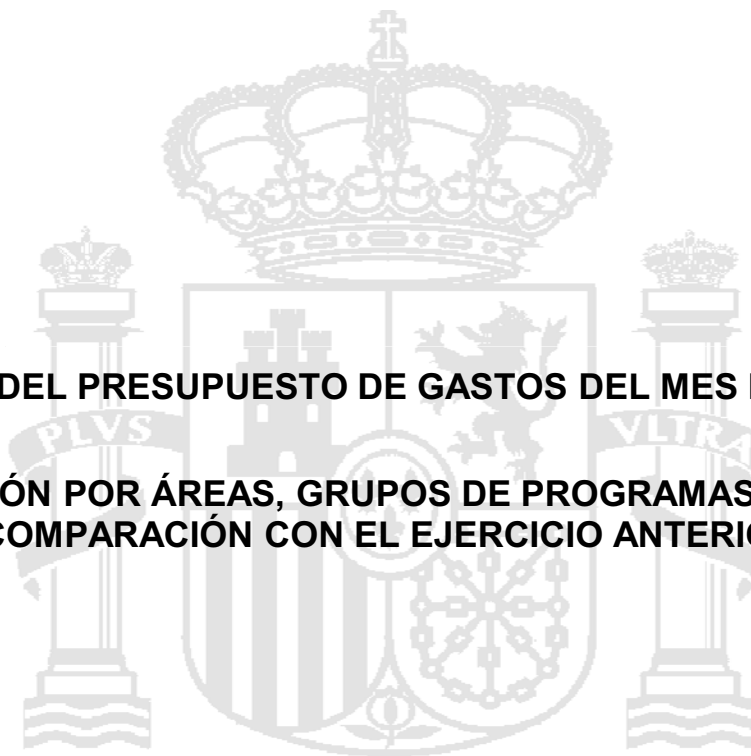 DEL PRESUPUESTO DE GASTOS DEL MES
PLVS
VLTRA
ÓN POR ÁREAS, GRUPOS DE PROGRAMAS
COMPARACIÓN CON EL EJERCICIO ANTERIO